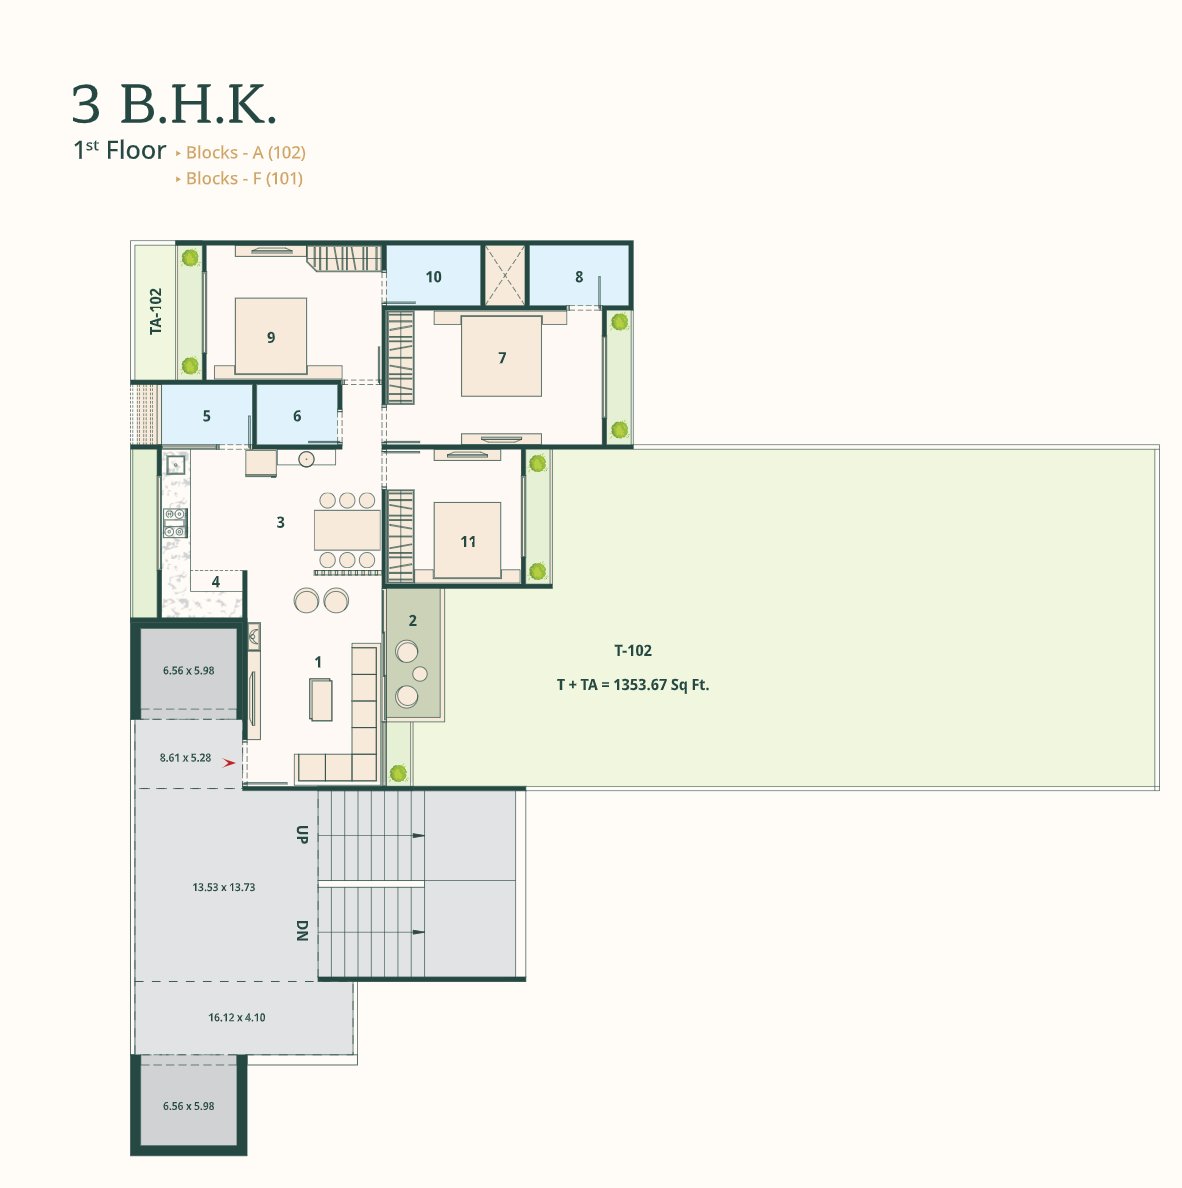 3 B.H.K.
1st Floor ‣ Blocks - A (102)
‣ Blocks - F (101)
TA-102
9
10
8
7
5
6
3
11
4
2
1
T-102
T + TA = 1353.67 Sq Ft.
6.56 x 5.98
8.61 x 5.28
UP
13.53 x 13.73
DN
16.12 x 4.10
6.56 x 5.98